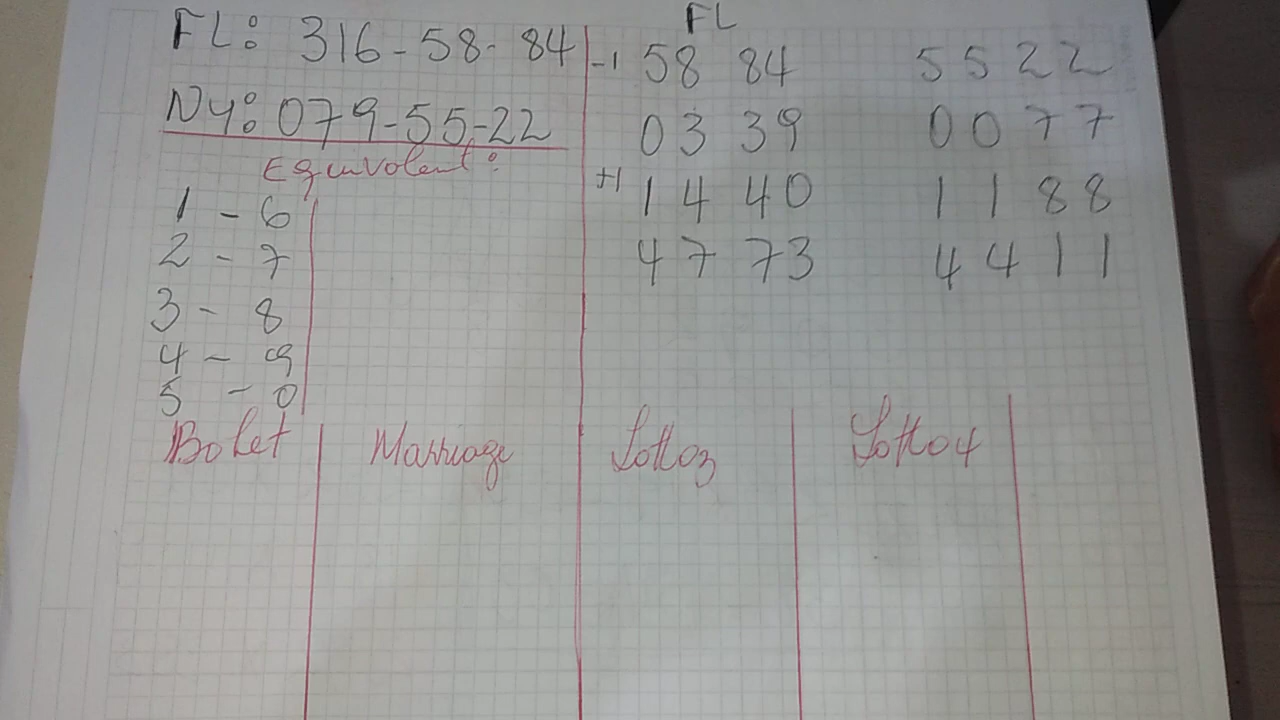 FL: 316-58-84
NY: 079-55-22
Equivalent:
1 - 6
2 - 7
3 - 8
4 - 9
5 - 0
FL
-1 58 84 5522
03 39 0077
+1 14 40 1188
47 73 4411
Bolet Marriage Lotto3 Lotto4